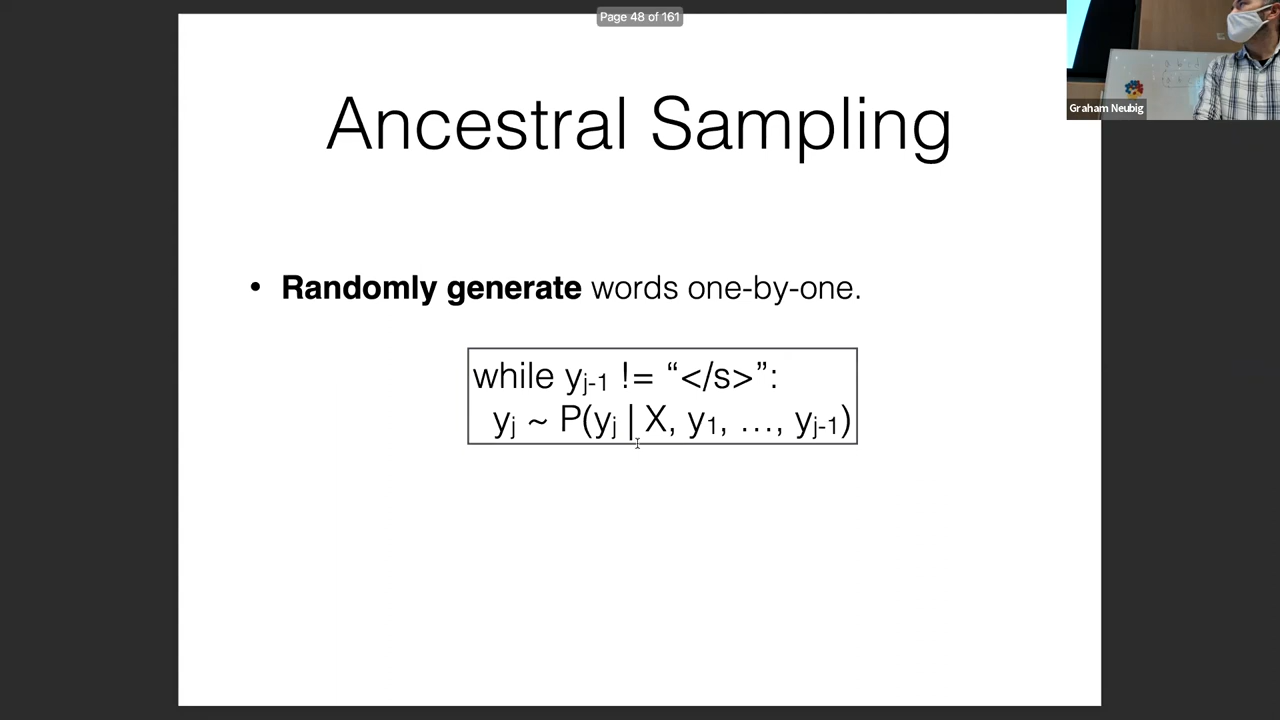 Page 48 of 161
Graham Neubig
Ancestral Sampling
• Randomly generate words one-by-one.
while yj-1 != “</s>”:
yj ~ P(yj | X, y1, …, yj-1)